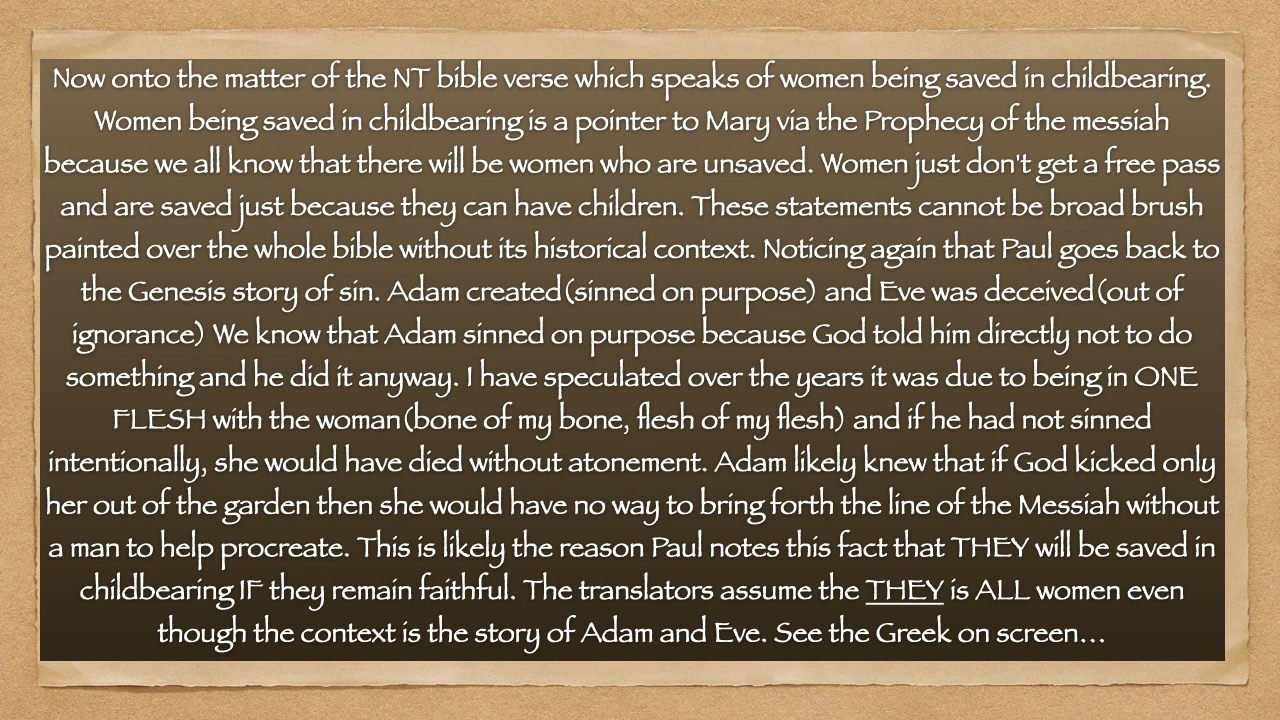 Now onto the matter of the NT bible verse which speaks of women being saved in childbearing.
Women being saved in childbearing is a pointer to Mary via the Prophecy of the messiah
because we all know that there will be women who are unsaved. Women just don't get a free pass
and are saved just because they can have children. These statements cannot be broad brush
painted over the whole bible without its historical context. Noticing again that Paul goes back to
the Genesis story of sin. Adam created(sinned on purpose) and Eve was deceived(out of
ignorance) We know that Adam sinned on purpose because God told him directly not to do
something and he did it anyway. I have speculated over the years it was due to being in ONE
FLESH with the woman(bone of my bone, flesh of my flesh) and if he had not sinned
intentionally, she would have died without atonement. Adam likely knew that if God kicked only
her out of the garden then she would have no way to bring forth the line of the Messiah without
a man to help procreate. This is likely the reason Paul notes this fact that THEY will be saved in
childbearing IF they remain faithful. The translators assume the THEY is ALL women even
though the context is the story of Adam and Eve. See the Greek on screen...